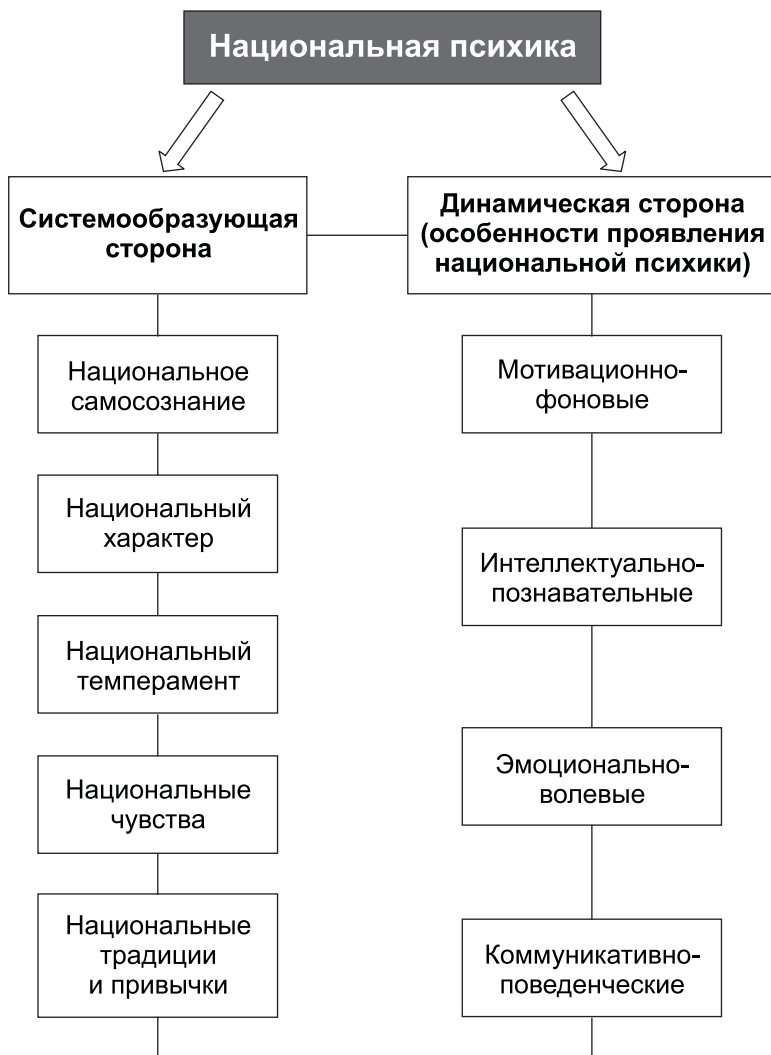 Национальная психика
Системообразующая
сторона
Динамическая сторона
(особенности проявления
национальной психики)
Национальное
самосознание
Национальный
характер
Национальный
темперамент
Национальные
чувства
Национальные
традиции
и привычки
Мотивационно-
фоновые
Интеллектуально-
познавательные
Эмоционально-
волевые
Коммуникативно-
поведенческие